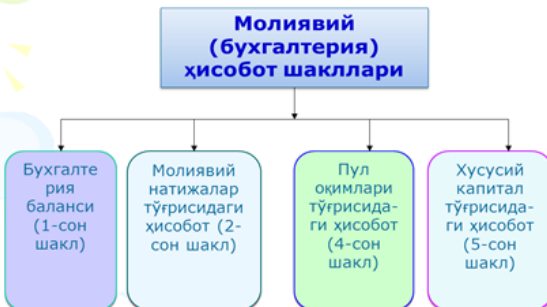 Молиявий
(бухгалтерия)
ҳисобот шакллари
Бухгалте
рия
баланси
(1-сон
шакл)
Молиявий
натижалар
тўғрисидаги
ҳисобот (2-
сон шакл)
Пул
оқимлари
тўғрисида-
ги ҳисобот
(4-сон
шакл)
Хусусий
капитал
тўғрисида-
ги ҳисобот
(5-сон
шакл)